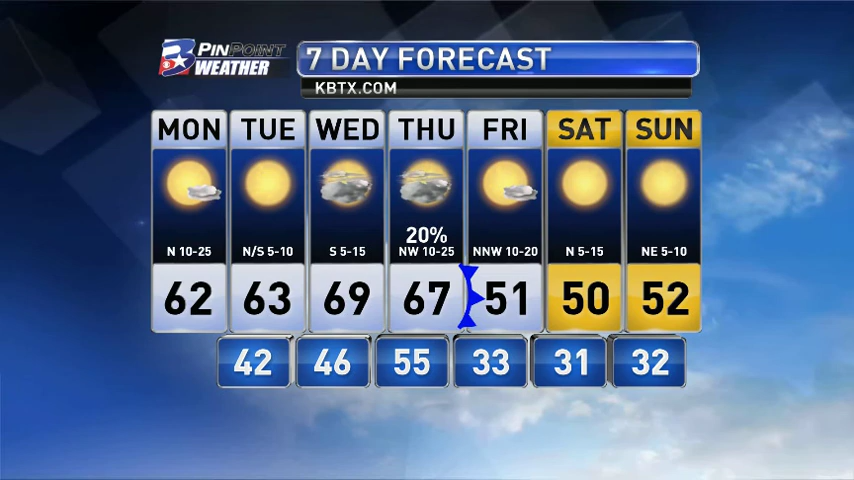 PINPOINT
WEATHER
7 DAY FORECAST
KBTX.COM
MON TUE WED THU FRI SAT SUN
20%
N 10-25 N/S 5-10 S 5-15 NW 10-25 NNW 10-20 N 5-15 NE 5-10
62 63 69 67 51 50 52
42 46 55 33 31 32